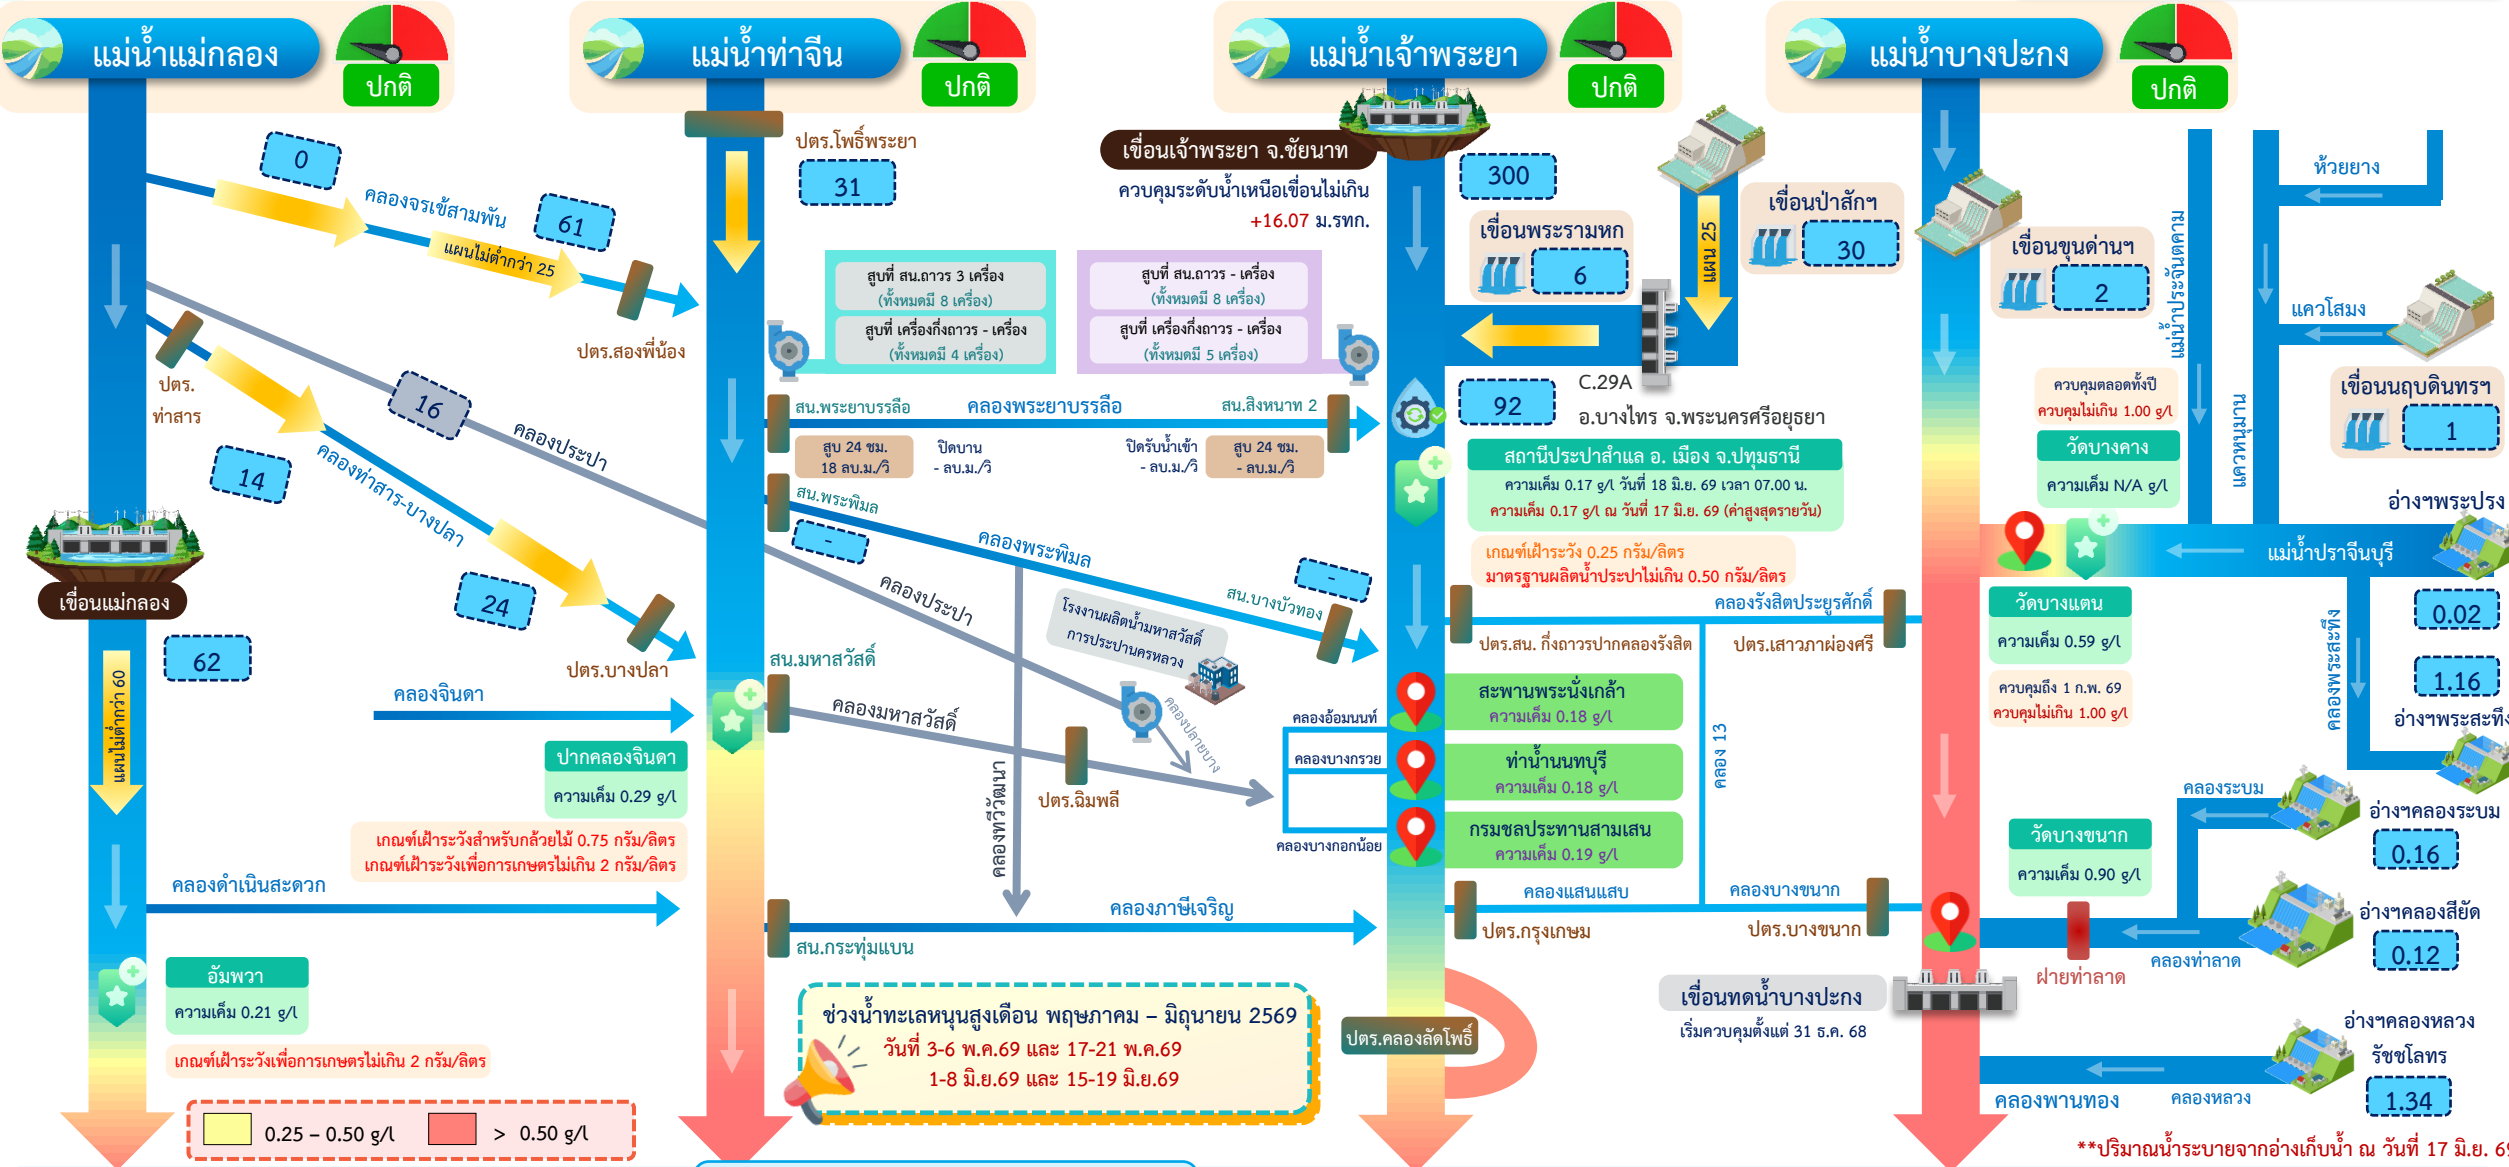 แม่น้ำแม่กลอง
ปกติ
แม่น้ำท่าจีน
ปกติ
แม่น้ำเจ้าพระยา
ปกติ
แม่น้ำบางปะกง
ปกติ
0
คลองจรเข้สามพัน
61
แผนไม่ต่ำกว่า 25
ปตร.สองพี่น้อง
ปตร.
ท่าสาร
16
คลองประปา
14
คลองท่าสาร-บางปลา
24
ปตร.บางปลา
เขื่อนแม่กลอง
62
แผนไม่ต่ำกว่า 60
คลองจินดา
ปากคลองจินดา
ความเค็ม 0.29 g/l
เกณฑ์เฝ้าระวังสำหรับกล้วยไม้ 0.75 กรัม/ลิตร
เกณฑ์เฝ้าระวังเพื่อการเกษตรไม่เกิน 2 กรัม/ลิตร
คลองดำเนินสะดวก
อัมพวา
ความเค็ม 0.21 g/l
เกณฑ์เฝ้าระวังเพื่อการเกษตรไม่เกิน 2 กรัม/ลิตร
0.25 – 0.50 g/l
> 0.50 g/l
ปตร.โพธิ์พระยา
31
เขื่อนเจ้าพระยา จ.ชัยนาท
ควบคุมระดับน้ำเหนือเขื่อนไม่เกิน
+16.07 ม.รทก.
300
สูบที่ สน.ถาวร 3 เครื่อง
(ทั้งหมดมี 8 เครื่อง)
สูบที่ เครื่องกึ่งถาวร - เครื่อง
(ทั้งหมดมี 4 เครื่อง)
สูบที่ สน.ถาวร - เครื่อง
(ทั้งหมดมี 8 เครื่อง)
สูบที่ เครื่องกึ่งถาวร - เครื่อง
(ทั้งหมดมี 5 เครื่อง)
สน.พระยาบรรลือ
คลองพระยาบรรลือ
สน.สิงหนาท 2
สูบ 24 ชม.
18 ลบ.ม./วิ
ปิดบาน
- ลบ.ม./วิ
ปิดรับน้ำเข้า
- ลบ.ม./วิ
สูบ 24 ชม.
- ลบ.ม./วิ
สน.พระพิมล
-
คลองพระพิมล
-
สน.บางบัวทอง
คลองประปา
โรงงานผลิตน้ำมหาสวัสดิ์
การประปานครหลวง
สน.มหาสวัสดิ์
คลองมหาสวัสดิ์
คลองปลายบาง
ปตร.ฉิมพลี
คลองทวีวัฒนา
คลองอ้อมนนท์
คลองบางกรวย
คลองบางกอกน้อย
คลองภาษีเจริญ
สน.กระทุ่มแบน
ช่วงน้ำทะเลหนุนสูงเดือน พฤษภาคม – มิถุนายน 2569
วันที่ 3-6 พ.ค.69 และ 17-21 พ.ค.69
1-8 มิ.ย.69 และ 15-19 มิ.ย.69
เขื่อนพระรามหก
6
แผน 25
เขื่อนป่าสักฯ
30
C.29A
92
อ.บางไทร จ.พระนครศรีอยุธยา
สถานีประปาสำแล อ. เมือง จ.ปทุมธานี
ความเค็ม 0.17 g/l วันที่ 18 มิ.ย. 69 เวลา 07.00 น.
ความเค็ม 0.17 g/l ณ วันที่ 17 มิ.ย. 69 (ค่าสูงสุดรายวัน)
เกณฑ์เฝ้าระวัง 0.25 กรัม/ลิตร
มาตรฐานผลิตน้ำประปาไม่เกิน 0.50 กรัม/ลิตร
คลองรังสิตประยูรศักดิ์
ปตร.สน. กึ่งถาวรปากคลองรังสิต
ปตร.เสาวภาผ่องศรี
สะพานพระนั่งเกล้า
ความเค็ม 0.18 g/l
ท่าน้ำนนทบุรี
ความเค็ม 0.18 g/l
กรมชลประทานสามเสน
ความเค็ม 0.19 g/l
คลอง 13
คลองแสนแสบ
คลองบางขนาก
ปตร.กรุงเกษม
ปตร.บางขนาก
ปตร.คลองลัดโพธิ์
เขื่อนทดน้ำบางปะกง
เริ่มควบคุมตั้งแต่ 31 ธ.ค. 68
เขื่อนขุนด่านฯ
2
แม่น้ำประจันตคาม
ห้วยยาง
แควโสมง
แควหนุมาน
เขื่อนนฤบดินทรฯ
1
ควบคุมตลอดทั้งปี
ควบคุมไม่เกิน 1.00 g/l
วัดบางคาง
ความเค็ม N/A g/l
อ่างฯพระปรง
แม่น้ำปราจีนบุรี
0.02
วัดบางแตน
ความเค็ม 0.59 g/l
ควบคุมถึง 1 ก.พ. 69
ควบคุมไม่เกิน 1.00 g/l
คลองพระสะทึง
1.16
อ่างฯพระสะทึง
คลองระบม
อ่างฯคลองระบม
0.16
วัดบางขนาก
ความเค็ม 0.90 g/l
อ่างฯคลองสียัด
0.12
คลองท่าลาด
ฝายท่าลาด
อ่างฯคลองหลวง
รัชชโลทร
1.34
คลองพานทอง
คลองหลวง
**ปริมาณน้ำระบายจากอ่างเก็บน้ำ ณ วันที่ 17 มิ.ย. 69